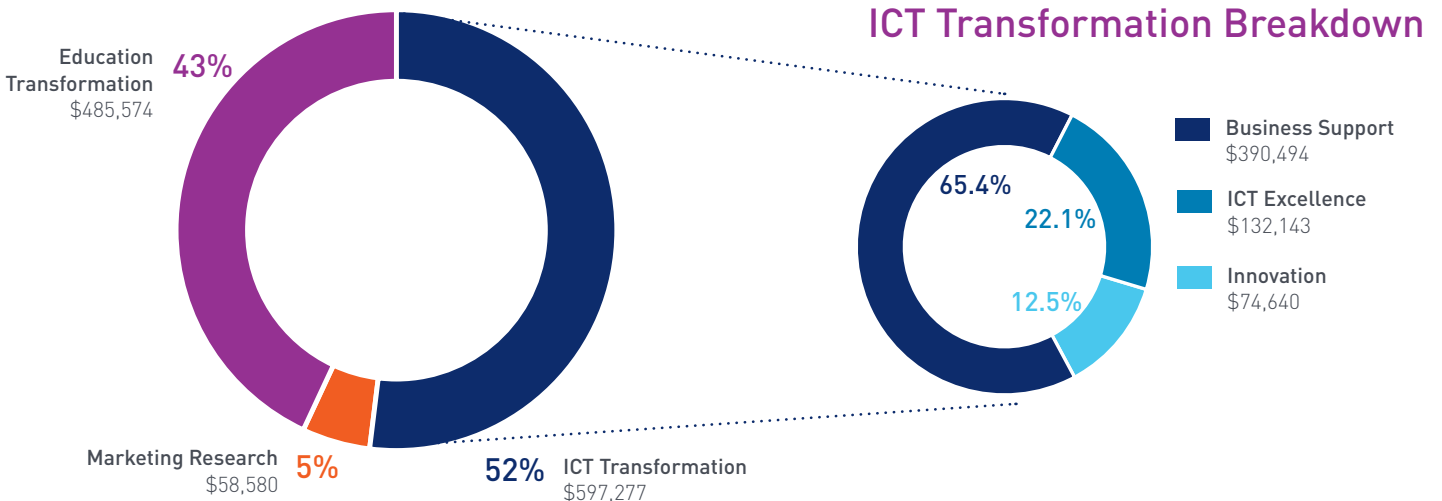 ICT Transformation Breakdown
Education
Transformation
$485,574
43%
Marketing Research
$58,580
5%
52%
ICT Transformation
$597,277
65.4%
22.1%
12.5%
Business Support
$390,494
ICT Excellence
$132,143
Innovation
$74,640